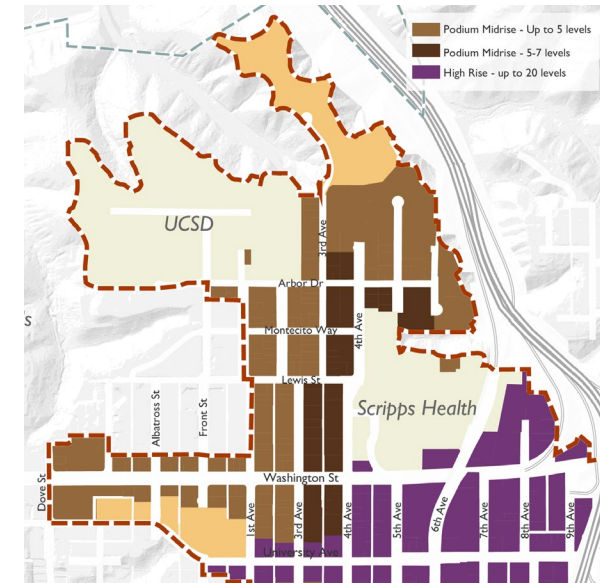 Podium Midrise - Up to 5 levels
Podium Midrise - 5-7 levels
High Rise - up to 20 levels
UCSD
3rd Ave
Arbor Dr
Montecito Way
4th Ave
s
Lewis St
Albatross St
Front St
Scripps Health
Washington St
Dove St
1st Ave
3rd Ave
4th Ave
5th Ave
6th Ave
7th Ave
8th Ave
9th Ave
University Ave